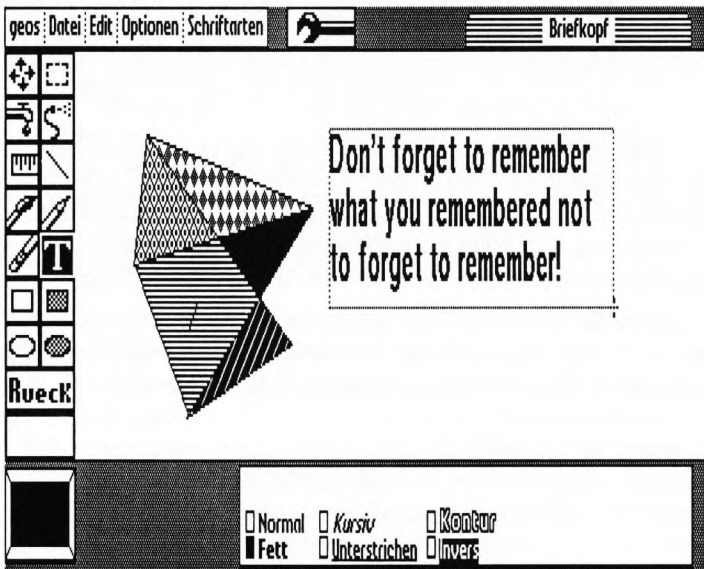 geos Datei Edit Optionen Schriftarten
Briefkopf
Don't forget to remember
what you remembered not
to forget to remember!
T
Rueck
Normal Kursiv Kontur
Fett Unterstrichen Invers